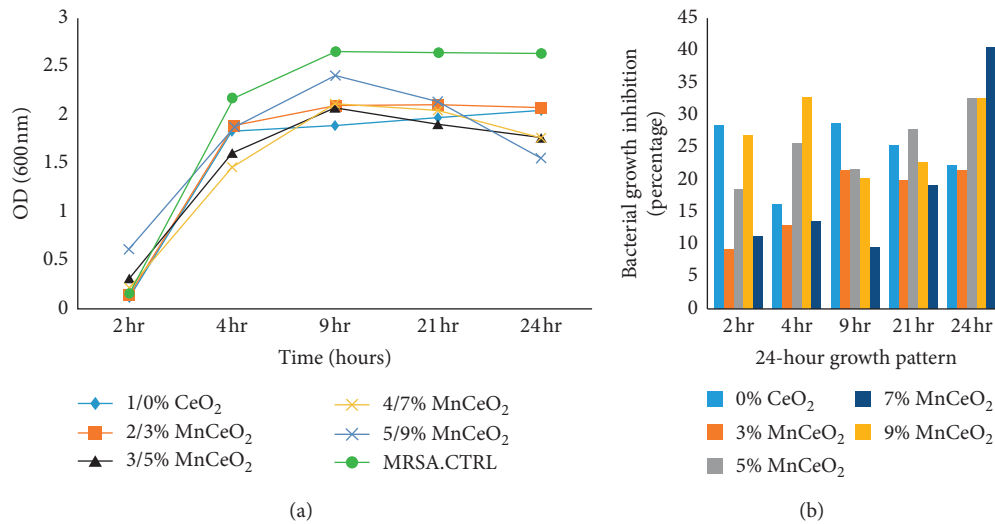 3
2.5
2
1.5
1
0.5
0
OD (600nm)
2 hr 4 hr 9 hr 21 hr 24 hr
Time (hours)
1/0% CeO₂
2/3% MnCeO₂
3/5% MnCeO₂
4/7% MnCeO₂
5/9% MnCeO₂
MRSA.CTRL
(a)
45
40
35
30
25
20
15
10
5
0
Bacterial growth inhibition
(percentage)
2 hr 4 hr 9 hr 21 hr 24 hr
24-hour growth pattern
0% CeO₂
3% MnCeO₂
5% MnCeO₂
7% MnCeO₂
9% MnCeO₂
(b)